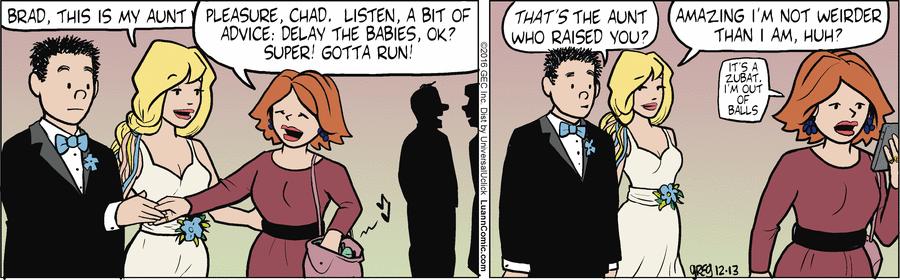 BRAD, THIS IS MY AUNT
PLEASURE, CHAD. LISTEN, A BIT OF
ADVICE: DELAY THE BABIES, OK?
SUPER! GOTTA RUN!
©2016 GEC Inc. Dist by UniversalUclick LuannComic.com
THAT'S THE AUNT
WHO RAISED YOU?
AMAZING I'M NOT WEIRDER
THAN I AM, HUH?
IT'S A
ZUBAT.
I'M OUT
OF
BALLS
GREG 12-13